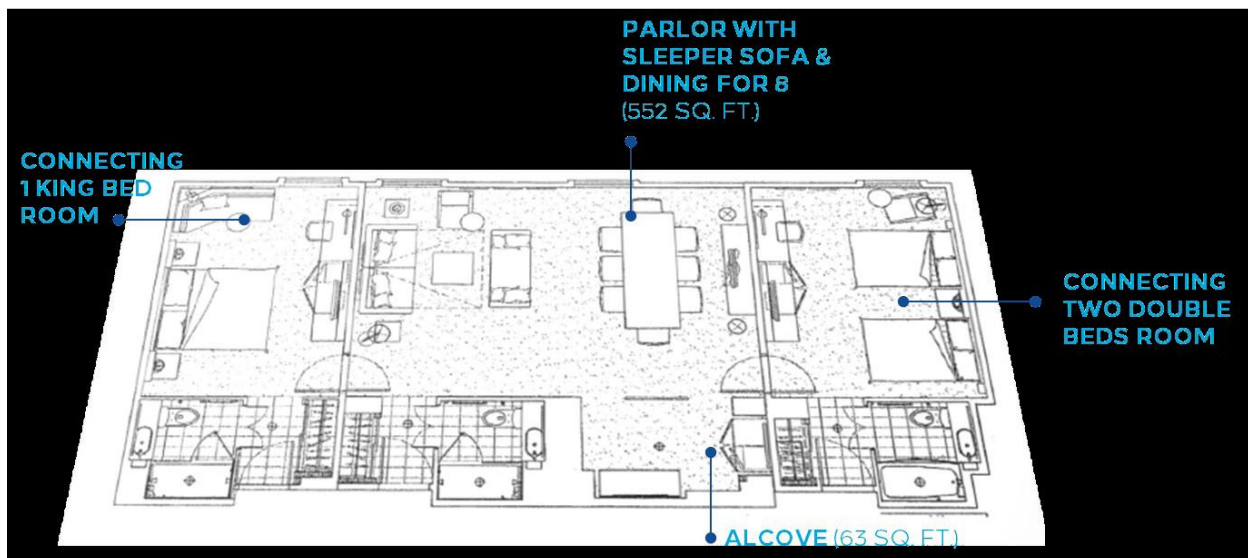 PARLOR WITH
SLEEPER SOFA &
DINING FOR 8
(552 SQ. FT.)
CONNECTING
1 KING BED
ROOM
CONNECTING
TWO DOUBLE
BEDS ROOM
ALCOVE (63 SQ. FT.)